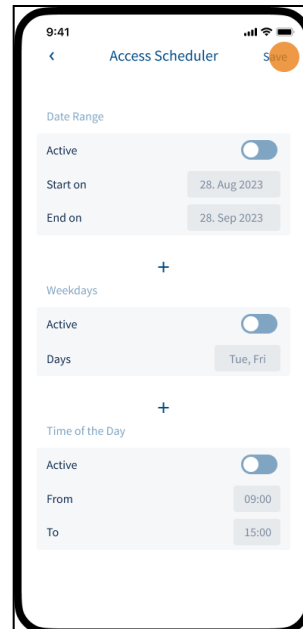 9:41
Access Scheduler Save
Date Range
Active
Start on 28. Aug 2023
End on 28. Sep 2023
+
Weekdays
Active
Days Tue, Fri
+
Time of the Day
Active
From 09:00
To 15:00